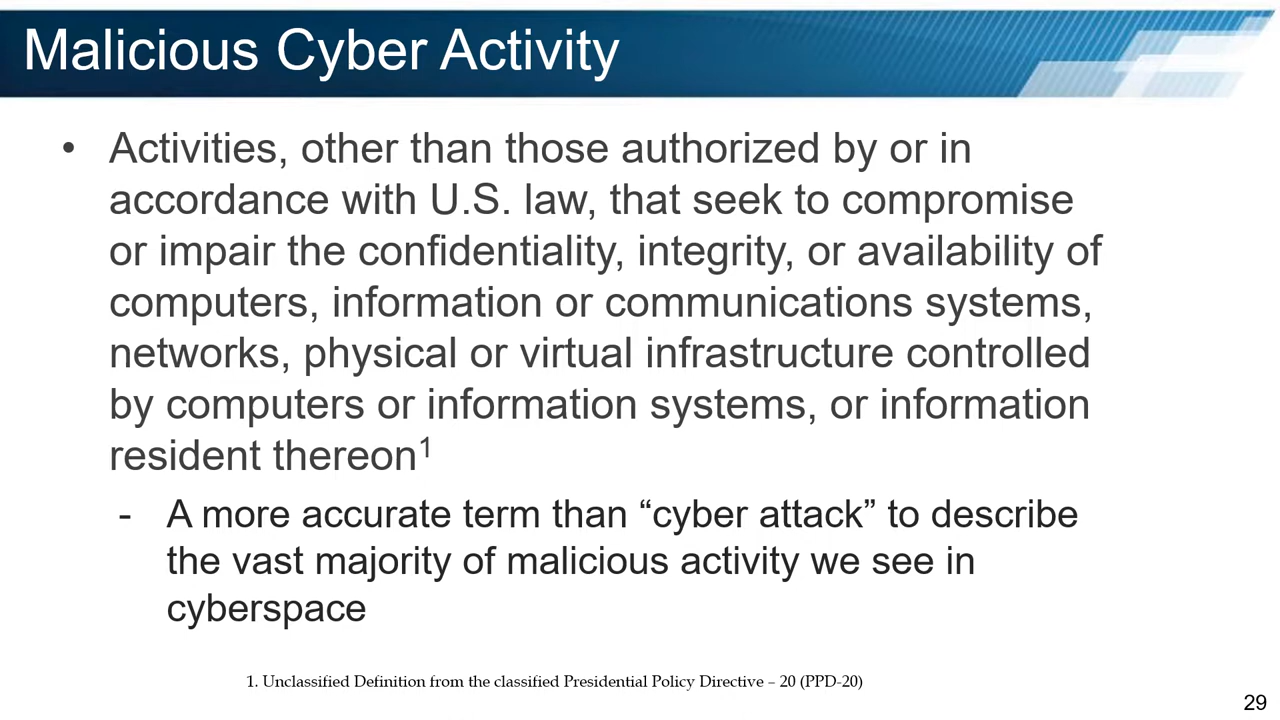 Malicious Cyber Activity
• Activities, other than those authorized by or in
accordance with U.S. law, that seek to compromise
or impair the confidentiality, integrity, or availability of
computers, information or communications systems,
networks, physical or virtual infrastructure controlled
by computers or information systems, or information
resident thereon¹
- A more accurate term than “cyber attack” to describe
the vast majority of malicious activity we see in
cyberspace
1. Unclassified Definition from the classified Presidential Policy Directive – 20 (PPD-20)
29